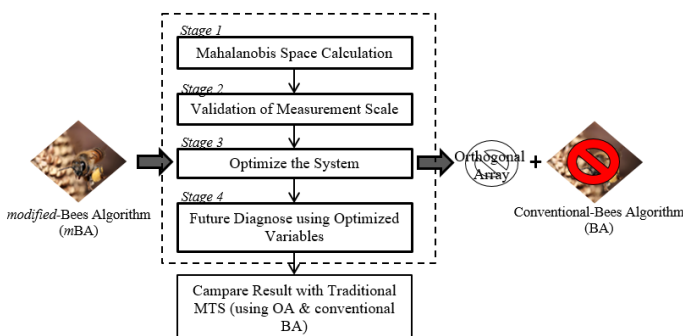 Stage 1
Mahalanobis Space Calculation
Stage 2
Validation of Measurement Scale
Stage 3
Optimize the System
Stage 4
Future Diagnose using Optimized
Variables
Campare Result with Traditional
MTS (using OA & conventional
BA)
modified-Bees Algorithm
(mBA)
Orthogonal
Array
+
Conventional-Bees Algorithm
(BA)